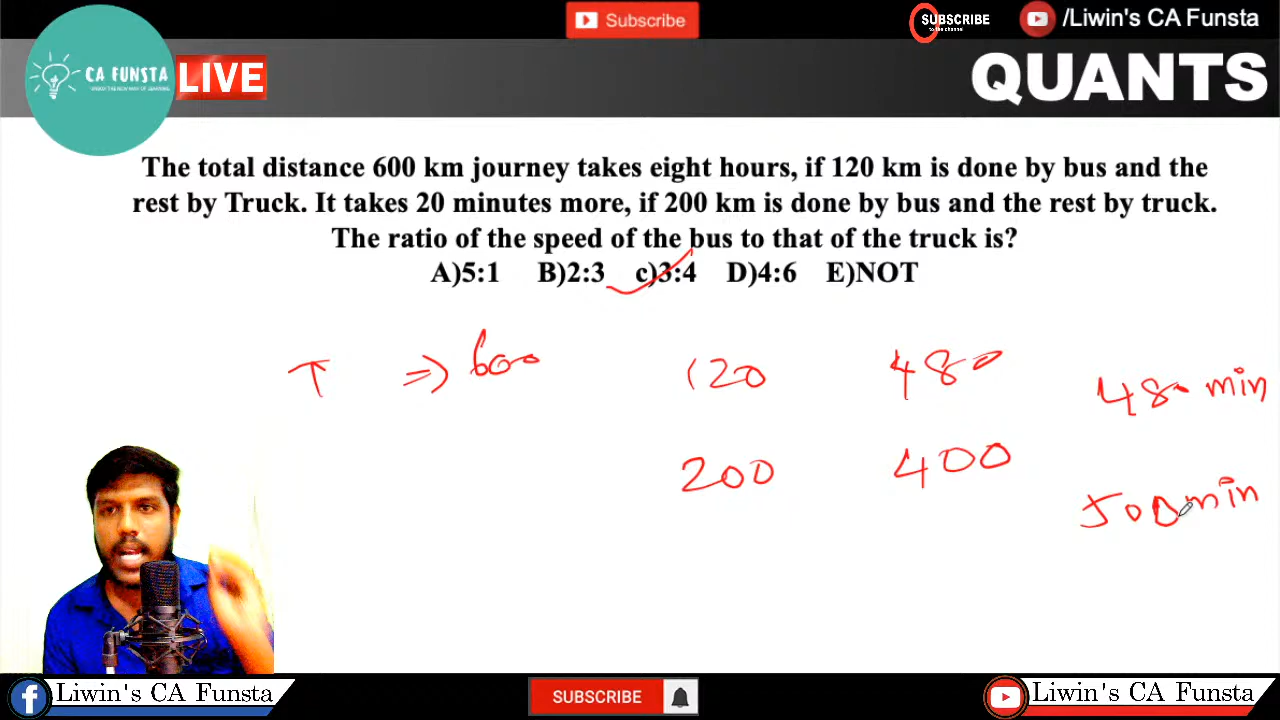 Subscribe
SUBSCRIBE
to the channel
/Liwin's CA Funsta
CA FUNSTA
LIVE
QUANTS
The total distance 600 km journey takes eight hours, if 120 km is done by bus and the
rest by Truck. It takes 20 minutes more, if 200 km is done by bus and the rest by truck.
The ratio of the speed of the bus to that of the truck is?
A)5:1 B)2:3 c)3:4 D)4:6 E)NOT
T => 600 120 480 480 min
200 400 500 min
Liwin's CA Funsta
SUBSCRIBE
Liwin's CA Funsta